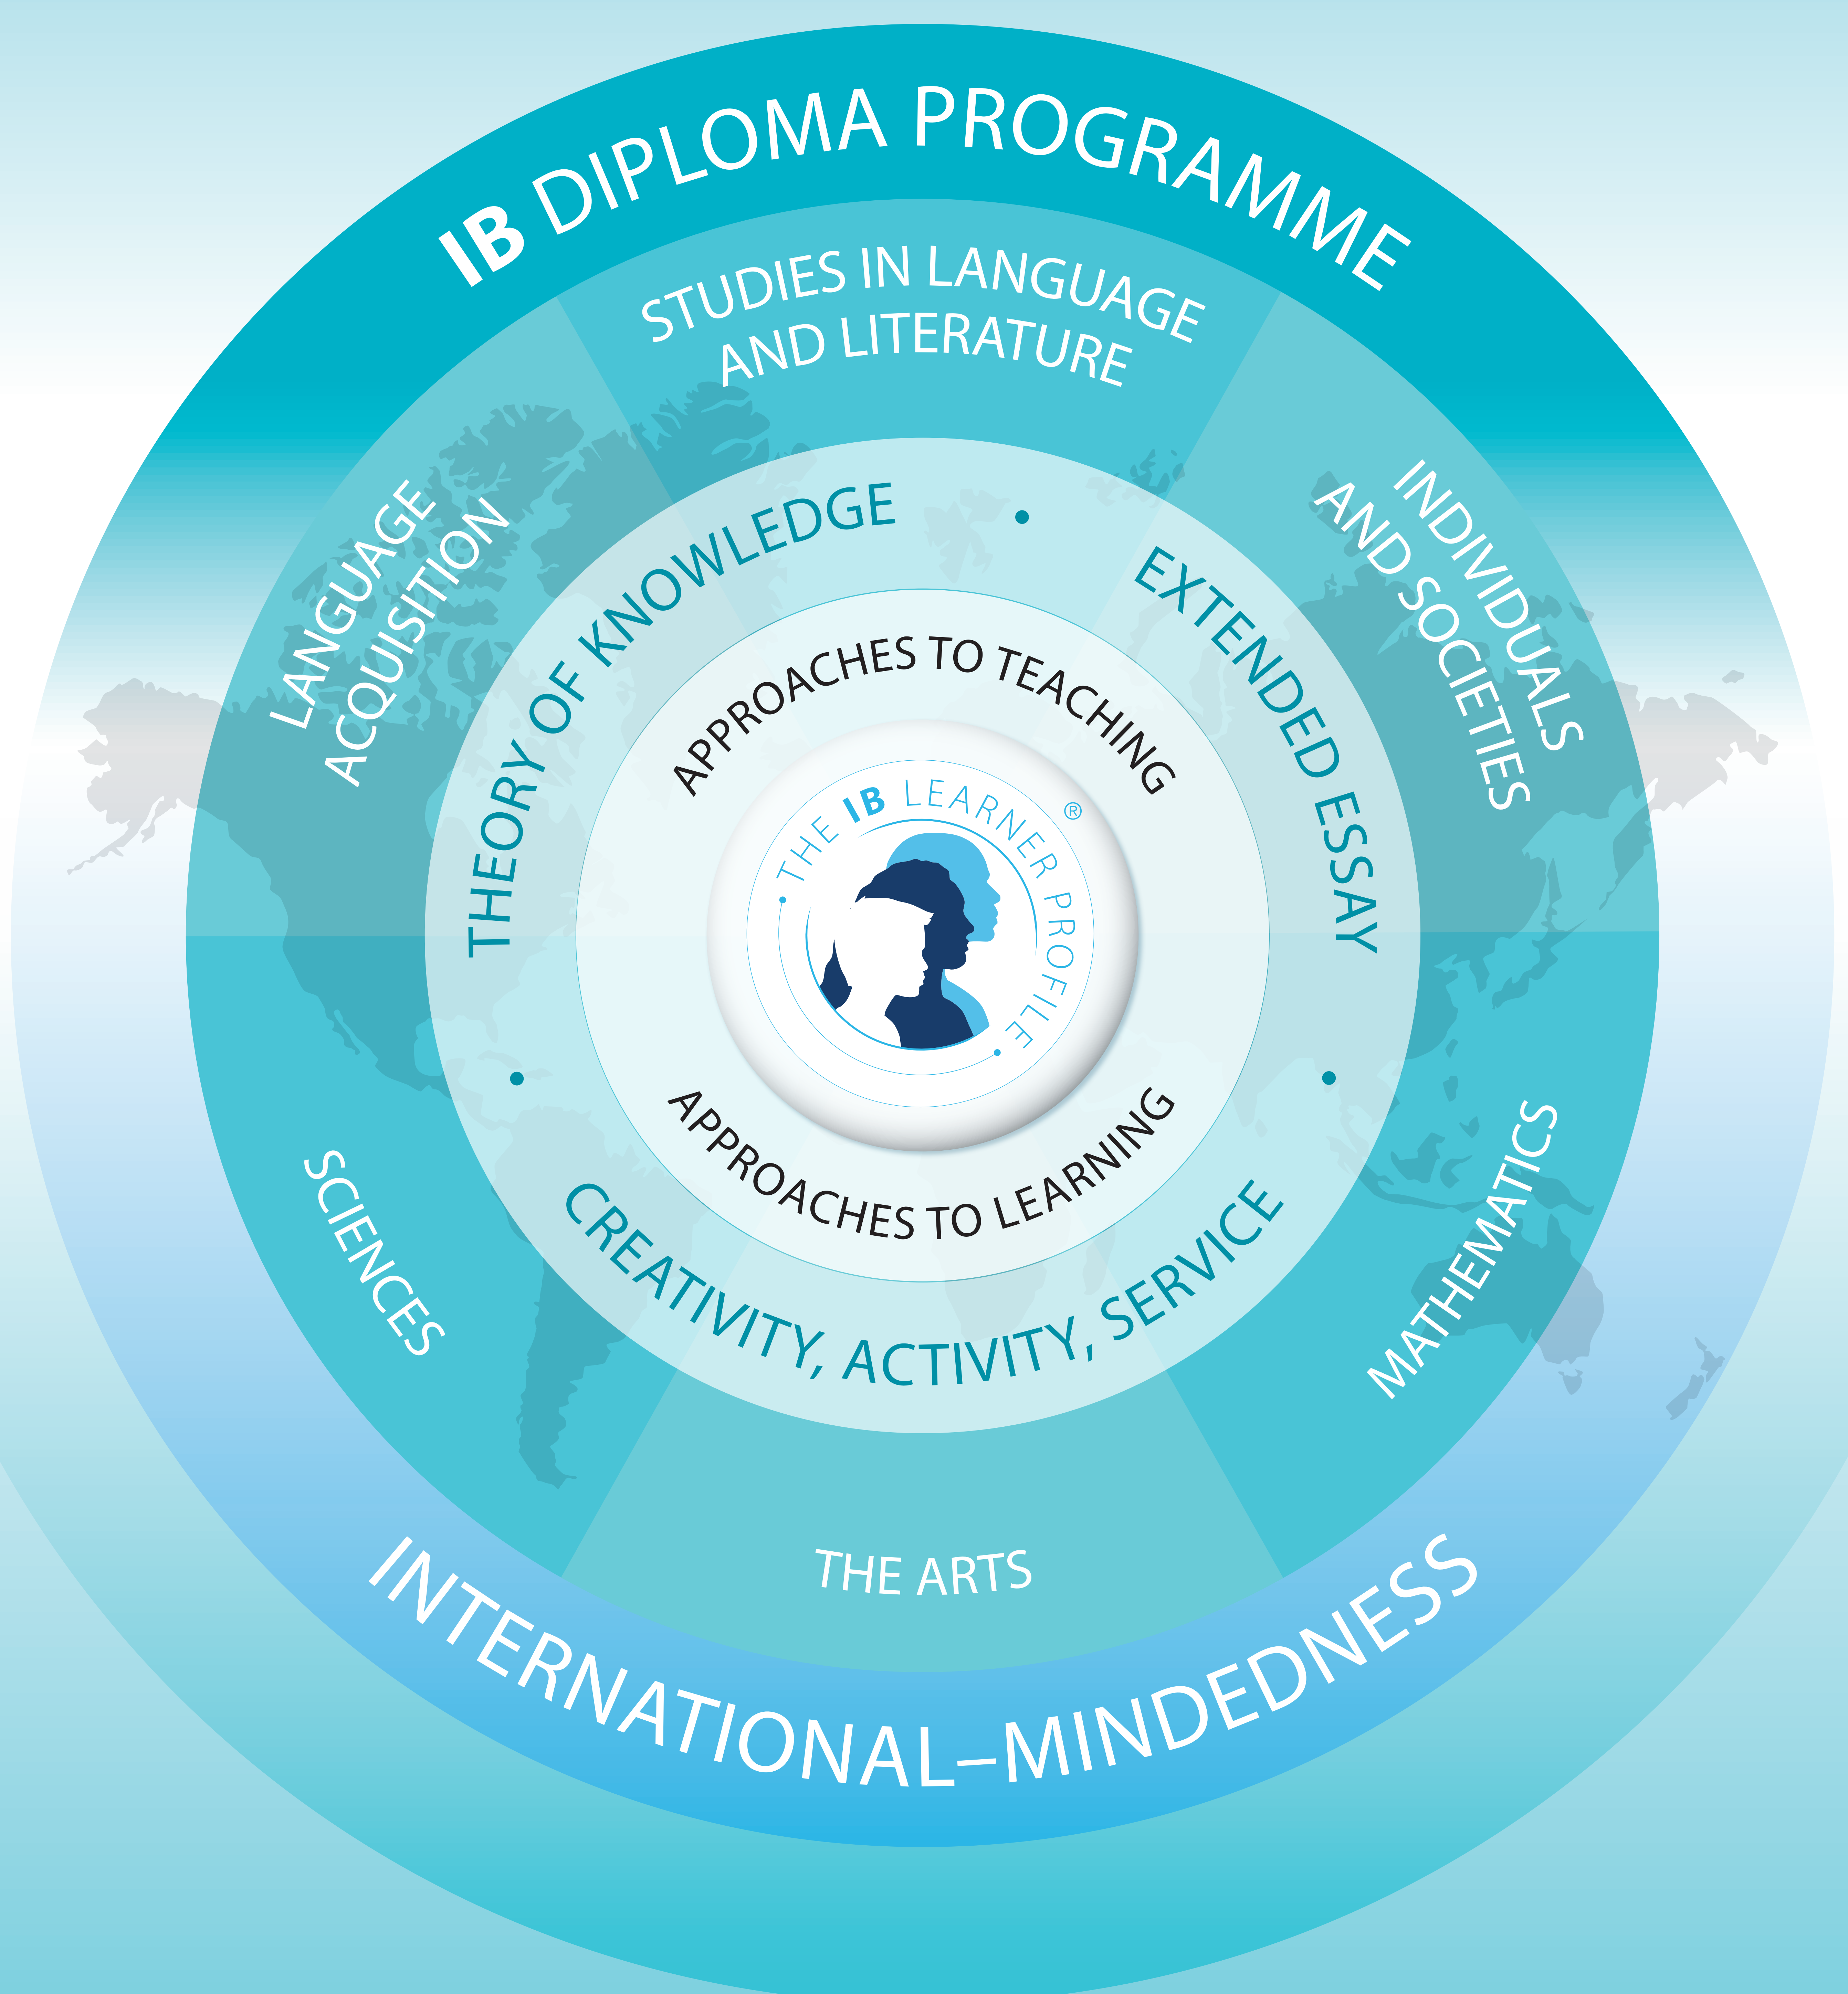 IB DIPLOMA PROGRAMME
STUDIES IN LANGUAGE
AND LITERATURE
LANGUAGE
ACQUISITION
INDIVIDUALS
AND SOCIETIES
THEORY OF KNOWLEDGE •
EXTENDED ESSAY •
APPROACHES TO TEACHING
• THE IB LEARNER PROFILE • ®
APPROACHES TO LEARNING
CREATIVITY, ACTIVITY, SERVICE •
SCIENCES
MATHEMATICS
THE ARTS
INTERNATIONAL–MINDEDNESS